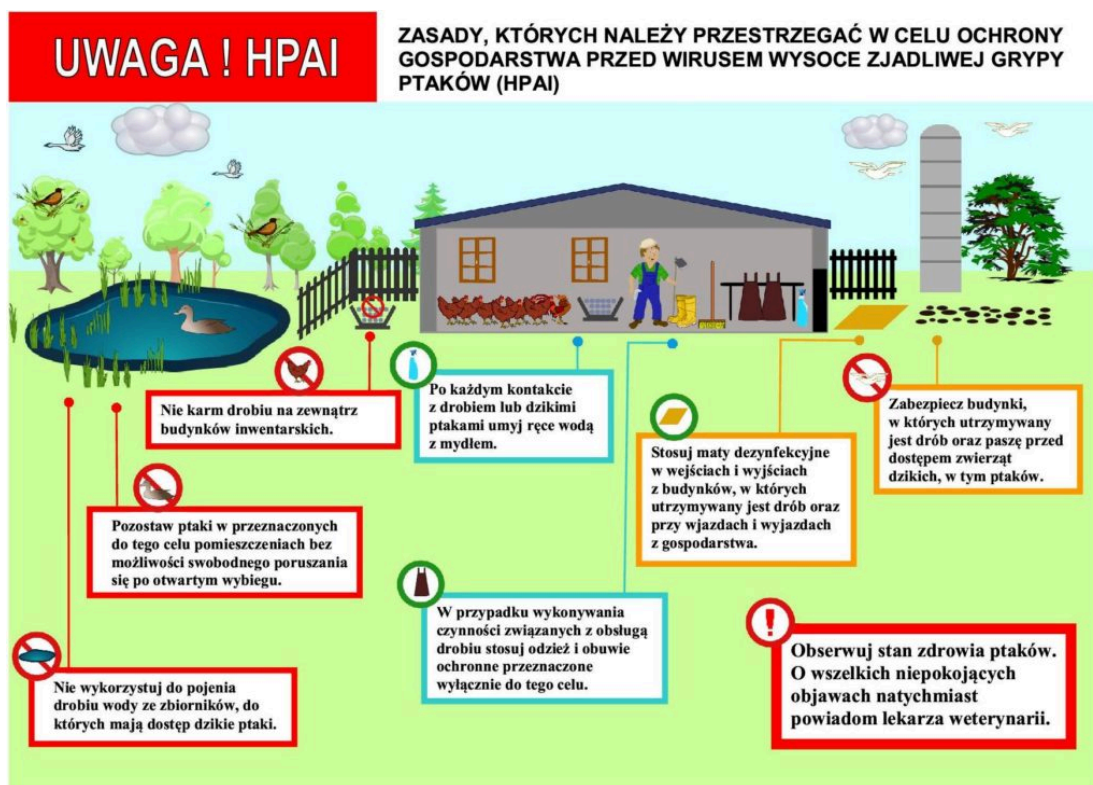 UWAGA ! HPAI
ZASADY, KTÓRYCH NALEŻY PRZESTRZEGAĆ W CELU OCHRONY
GOSPODARSTWA PRZED WIRUSEM WYSOCE ZJADLIWEJ GRYPY
PTAKÓW (HPAI)
Nie karm drobiu na zewnątrz
budynków inwentarskich.
Po każdym kontakcie
z drobiem lub dzikimi
ptakami umyj ręce wodą
z mydłem.
Stosuj maty dezynfekcyjne
w wejściach i wyjściach
z budynków, w których
utrzymywany jest drób oraz
przy wjazdach i wyjazdach
z gospodarstwa.
Zabezpiecz budynki,
w których utrzymywany
jest drób oraz paszę przed
dostępem zwierząt
dzikich, w tym ptaków.
Pozostaw ptaki w przeznaczonych
do tego celu pomieszczeniach bez
możliwości swobodnego poruszania
się po otwartym wybiegu.
W przypadku wykonywania
czynności związanych z obsługą
drobiu stosuj odzież i obuwie
ochronne przeznaczone
wyłącznie do tego celu.
Nie wykorzystuj do pojenia
drobiu wody ze zbiorników, do
których mają dostęp dzikie ptaki.
Obserwuj stan zdrowia ptaków.
O wszelkich niepokojących
objawach natychmiast
powiadom lekarza weterynarii.